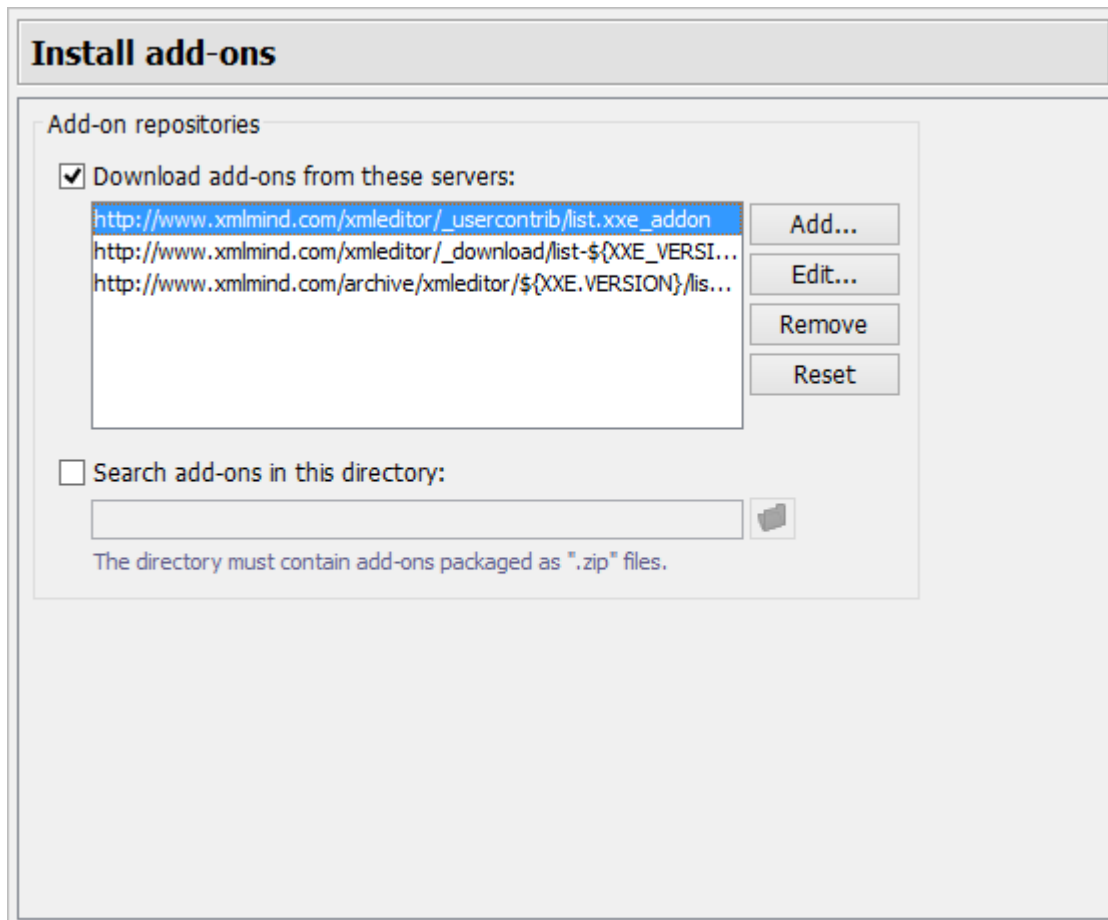 Install add-ons
Add-on repositories
Download add-ons from these servers:
http://www.xmlmind.com/xmleditor/_usercontrib/list.xxe_addon
http://www.xmlmind.com/xmleditor/_download/list-${XXE_VERSI...
http://www.xmlmind.com/archive/xmleditor/${XXE.VERSION}/lis...
Add...
Edit...
Remove
Reset
Search add-ons in this directory:
The directory must contain add-ons packaged as ".zip" files.